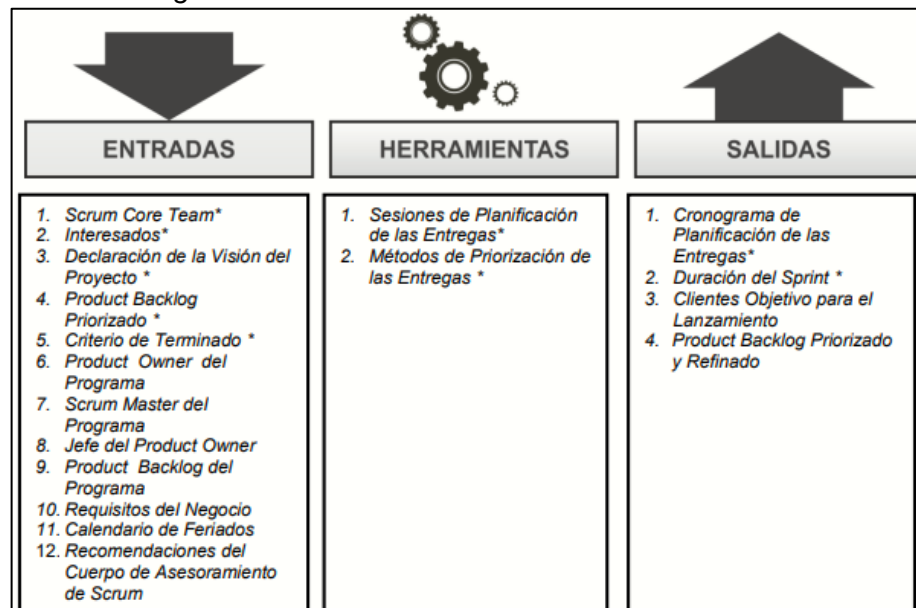 ENTRADAS
1. Scrum Core Team*
2. Interesados*
3. Declaración de la Visión del
Proyecto *
4. Product Backlog
Priorizado *
5. Criterio de Terminado *
6. Product Owner del
Programa
7. Scrum Master del
Programa
8. Jefe del Product Owner
9. Product Backlog del
Programa
10. Requisitos del Negocio
11. Calendario de Feriados
12. Recomendaciones del
Cuerpo de Asesoramiento
de Scrum
HERRAMIENTAS
1. Sesiones de Planificación
de las Entregas*
2. Métodos de Priorización de
las Entregas *
SALIDAS
1. Cronograma de
Planificación de las
Entregas*
2. Duración del Sprint *
3. Clientes Objetivo para el
Lanzamiento
4. Product Backlog Priorizado
y Refinado